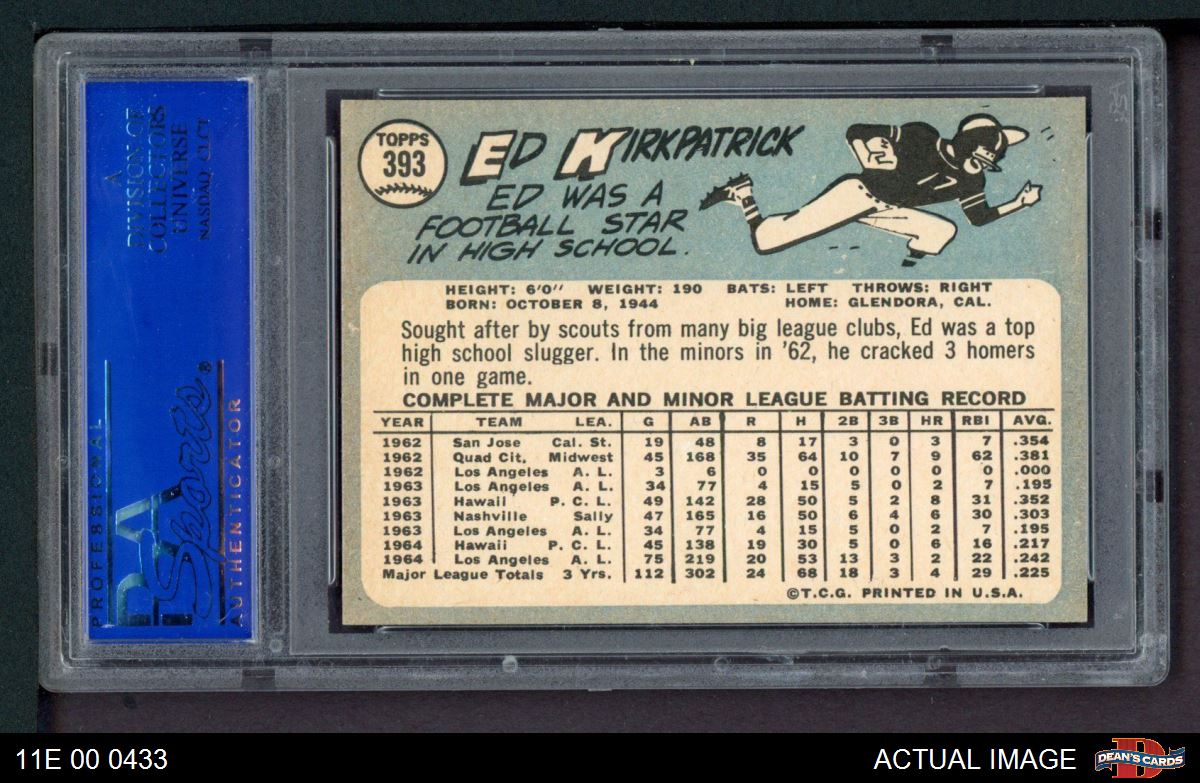 A
DIVISION OF
COLLECTORS
UNIVERSE
NASDAQ: CLCT
PROFESSIONAL
PSA
Sports®
AUTHENTICATOR
TOPPS
393
ED KIRKPATRICK
ED WAS A
FOOTBALL STAR
IN HIGH SCHOOL.
17
HEIGHT: 6'0" WEIGHT: 190 BATS: LEFT THROWS: RIGHT
BORN: OCTOBER 8, 1944 HOME: GLENDORA, CAL.
Sought after by scouts from many big league clubs, Ed was a top
high school slugger. In the minors in '62, he cracked 3 homers
in one game.
COMPLETE MAJOR AND MINOR LEAGUE BATTING RECORD
YEAR TEAM LEA. G AB R H 2B 3B HR RBI AVG.
1962 San Jose Cal. St. 19 48 8 17 3 0 3 7 .354
1962 Quad Cit. Midwest 45 168 35 64 10 7 9 62 .381
1962 Los Angeles A. L. 3 6 0 0 0 0 0 0 .000
1963 Los Angeles A. L. 34 77 4 15 5 0 2 7 .195
1963 Hawaii P. C. L. 49 142 28 50 5 2 8 31 .352
1963 Nashville Sally 47 165 16 50 6 4 6 30 .303
1963 Los Angeles A. L. 34 77 4 15 5 0 2 7 .195
1964 Hawaii P. C. L. 45 138 19 30 5 0 6 16 .217
1964 Los Angeles A. L. 75 219 20 53 13 3 2 22 .242
Major League Totals 3 Yrs. 112 302 24 68 18 3 4 29 .225
©T.C.G. PRINTED IN U.S.A.
11E 00 0433
ACTUAL IMAGE
DEAN'S CARDS